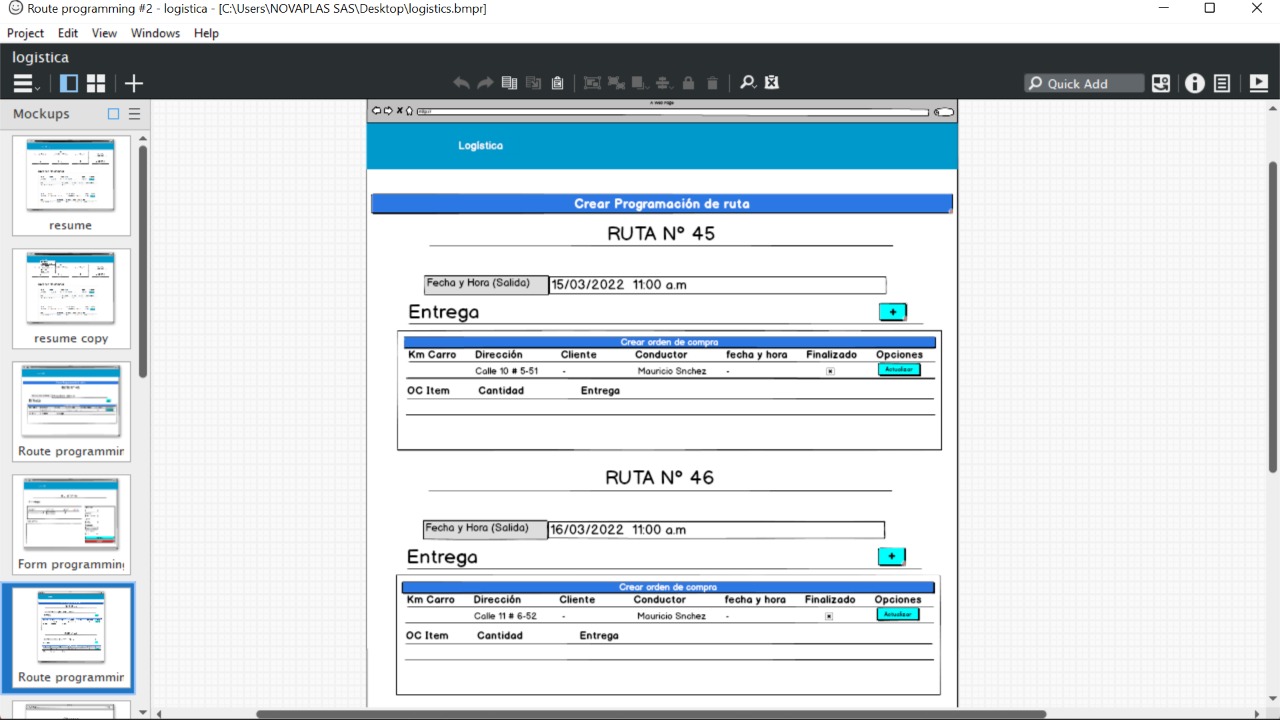 Route programming #2 - logistica - [C:\Users\NOVAPLAS SAS\Desktop\logistics.bmpr]
Project Edit View Windows Help
logistica
Quick Add
Mockups
resume
resume copy
Route programmin
Form programming
Route programmin
Logistica
Crear Programación de ruta
RUTA Nº 45
Fecha y Hora (Salida) 15/03/2022 11:00 a.m
Entrega +
Crear orden de compra
Km Carro Dirección Cliente Conductor fecha y hora Finalizado Opciones
Calle 10 # 5-51 - Mauricio Snchez - Actualizar
OC Item Cantidad Entrega
RUTA Nº 46
Fecha y Hora (Salida) 16/03/2022 11:00 a.m
Entrega +
Crear orden de compra
Km Carro Dirección Cliente Conductor fecha y hora Finalizado Opciones
Calle 11 # 6-52 - Mauricio Snchez - Actualizar
OC Item Cantidad Entrega